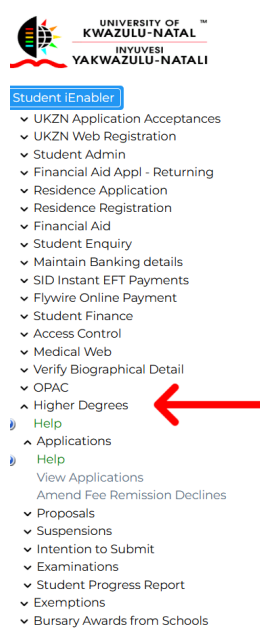 UNIVERSITY OF ™
KWAZULU-NATAL
INYUVESI
YAKWAZULU-NATALI
Student iEnabler
UKZN Application Acceptances
UKZN Web Registration
Student Admin
Financial Aid Appl - Returning
Residence Application
Residence Registration
Financial Aid
Student Enquiry
Maintain Banking details
SID Instant EFT Payments
Flywire Online Payment
Student Finance
Access Control
Medical Web
Verify Biographical Detail
OPAC
Higher Degrees
Help
Applications
Help
View Applications
Amend Fee Remission Declines
Proposals
Suspensions
Intention to Submit
Examinations
Student Progress Report
Exemptions
Bursary Awards from Schools